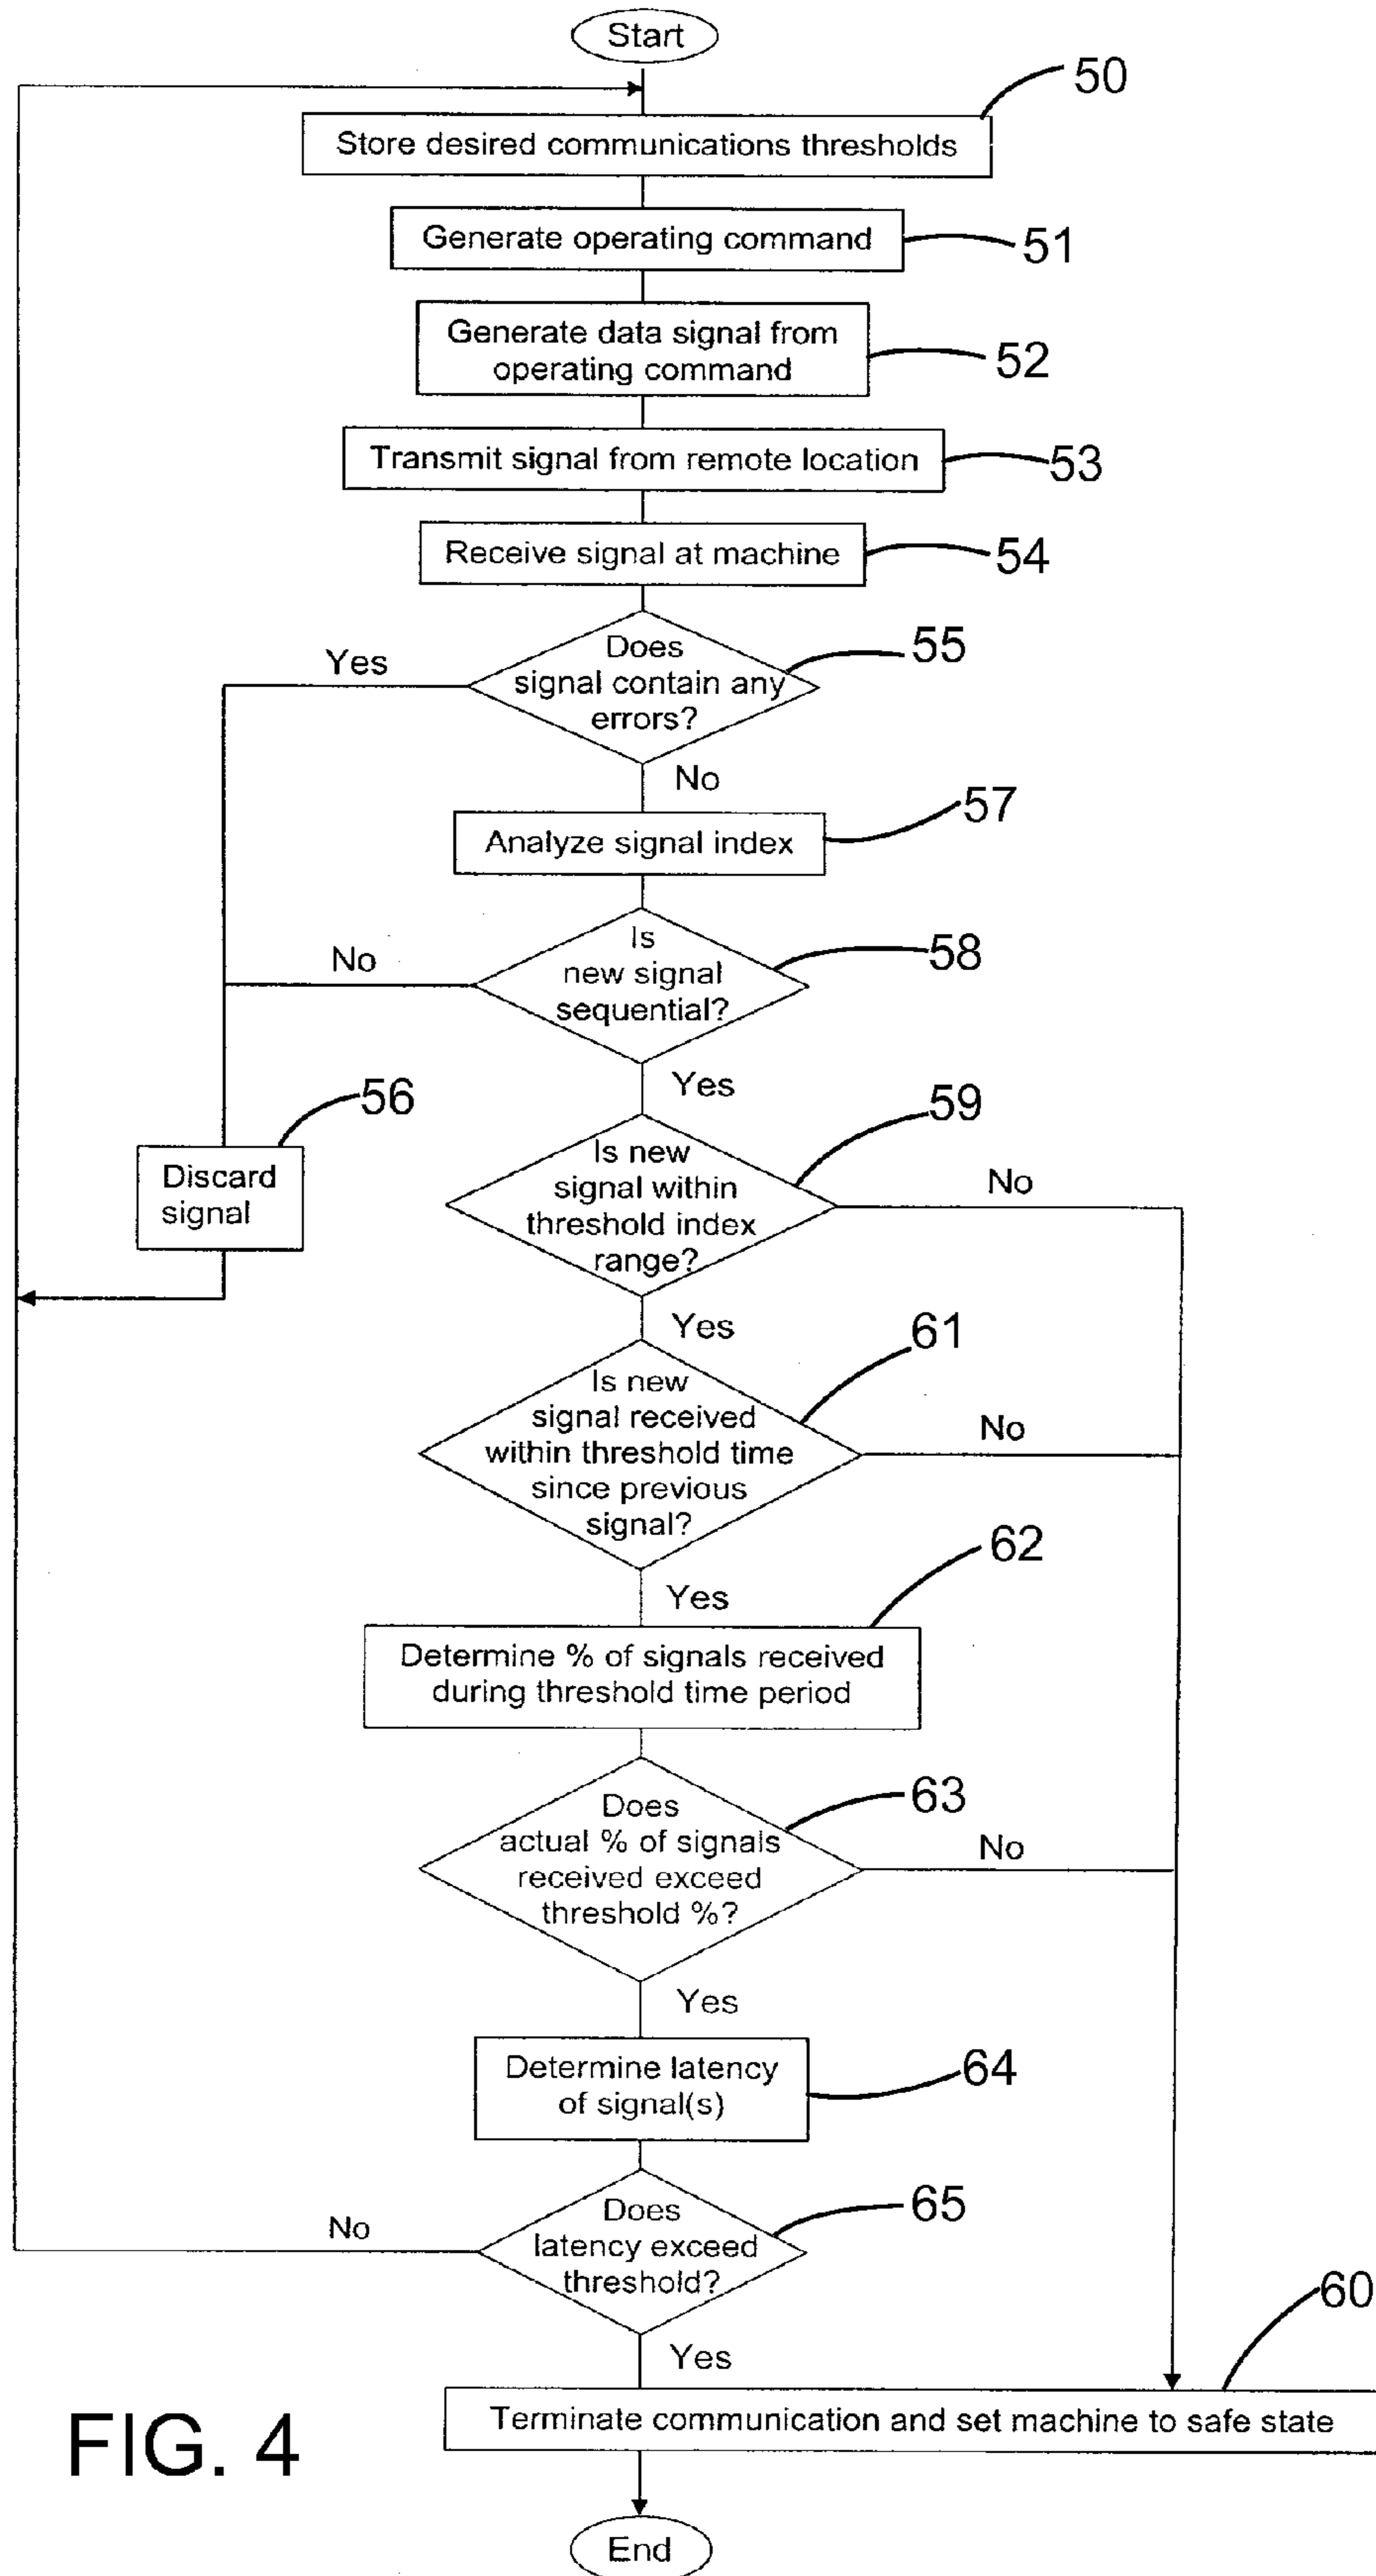 Start
50
Store desired communications thresholds
Generate operating command
51
Generate data signal from
operating command
52
Transmit signal from remote location
53
Receive signal at machine
54
Does
signal contain any
errors?
55
Yes
No
Analyze signal index
57
Is
new signal
sequential?
58
No
Yes
56
Discard
signal
Is new
signal within
threshold index
range?
59
No
Yes
Is new
signal received
within threshold time
since previous
signal?
61
No
Yes
62
Determine % of signals received
during threshold time period
Does
actual % of signals
received exceed
threshold %?
63
No
Yes
Determine latency
of signal(s)
64
Does
latency exceed
threshold?
65
No
Yes
60
Terminate communication and set machine to safe state
End
FIG. 4